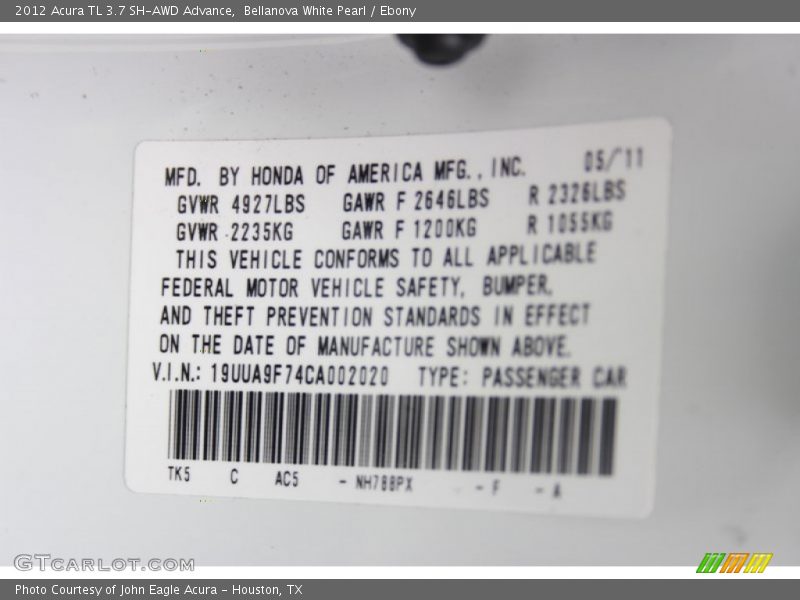 2012 Acura TL 3.7 SH-AWD Advance,  Bellanova White Pearl / Ebony
MFD. BY HONDA OF AMERICA MFG., INC. 05/11
GVWR 4927LBS GAWR F 2646LBS R 2326LBS
GVWR 2235KG GAWR F 1200KG R 1055KG
THIS VEHICLE CONFORMS TO ALL APPLICABLE
FEDERAL MOTOR VEHICLE SAFETY, BUMPER,
AND THEFT PREVENTION STANDARDS IN EFFECT
ON THE DATE OF MANUFACTURE SHOWN ABOVE.
V.I.N.: 19UUA9F74CA002020 TYPE: PASSENGER CAR
TK5 C AC5 - NH788PX - F - A
GTCARLOT.COM
Photo Courtesy of John Eagle Acura - Houston, TX